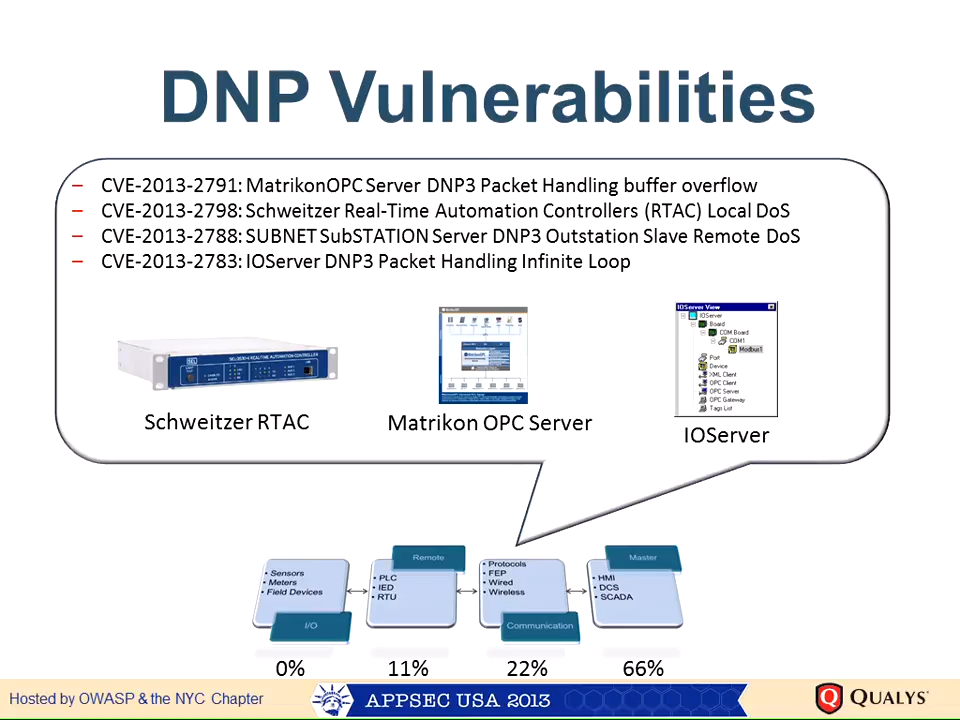 DNP Vulnerabilities
– CVE-2013-2791: MatrikonOPC Server DNP3 Packet Handling buffer overflow
– CVE-2013-2798: Schweitzer Real-Time Automation Controllers (RTAC) Local DoS
– CVE-2013-2788: SUBNET SubSTATION Server DNP3 Outstation Slave Remote DoS
– CVE-2013-2783: IOServer DNP3 Packet Handling Infinite Loop
SEL
IOServer View
IOServer
Board
COM Board
COM1
Modbus1
Port
Device
XML Client
OPC Client
OPC Server
OPC Gateway
Tags List
Schweitzer RTAC
Matrikon OPC Server
IOServer
• Sensors
• Meters
• Field Devices
I/O
Remote
• PLC
• IED
• RTU
• Protocols
• FEP
• Wired
• Wireless
Communication
Master
• HMI
• DCS
• SCADA
0%
11%
22%
66%
Hosted by OWASP & the NYC Chapter
APPSEC USA 2013
QUALYS